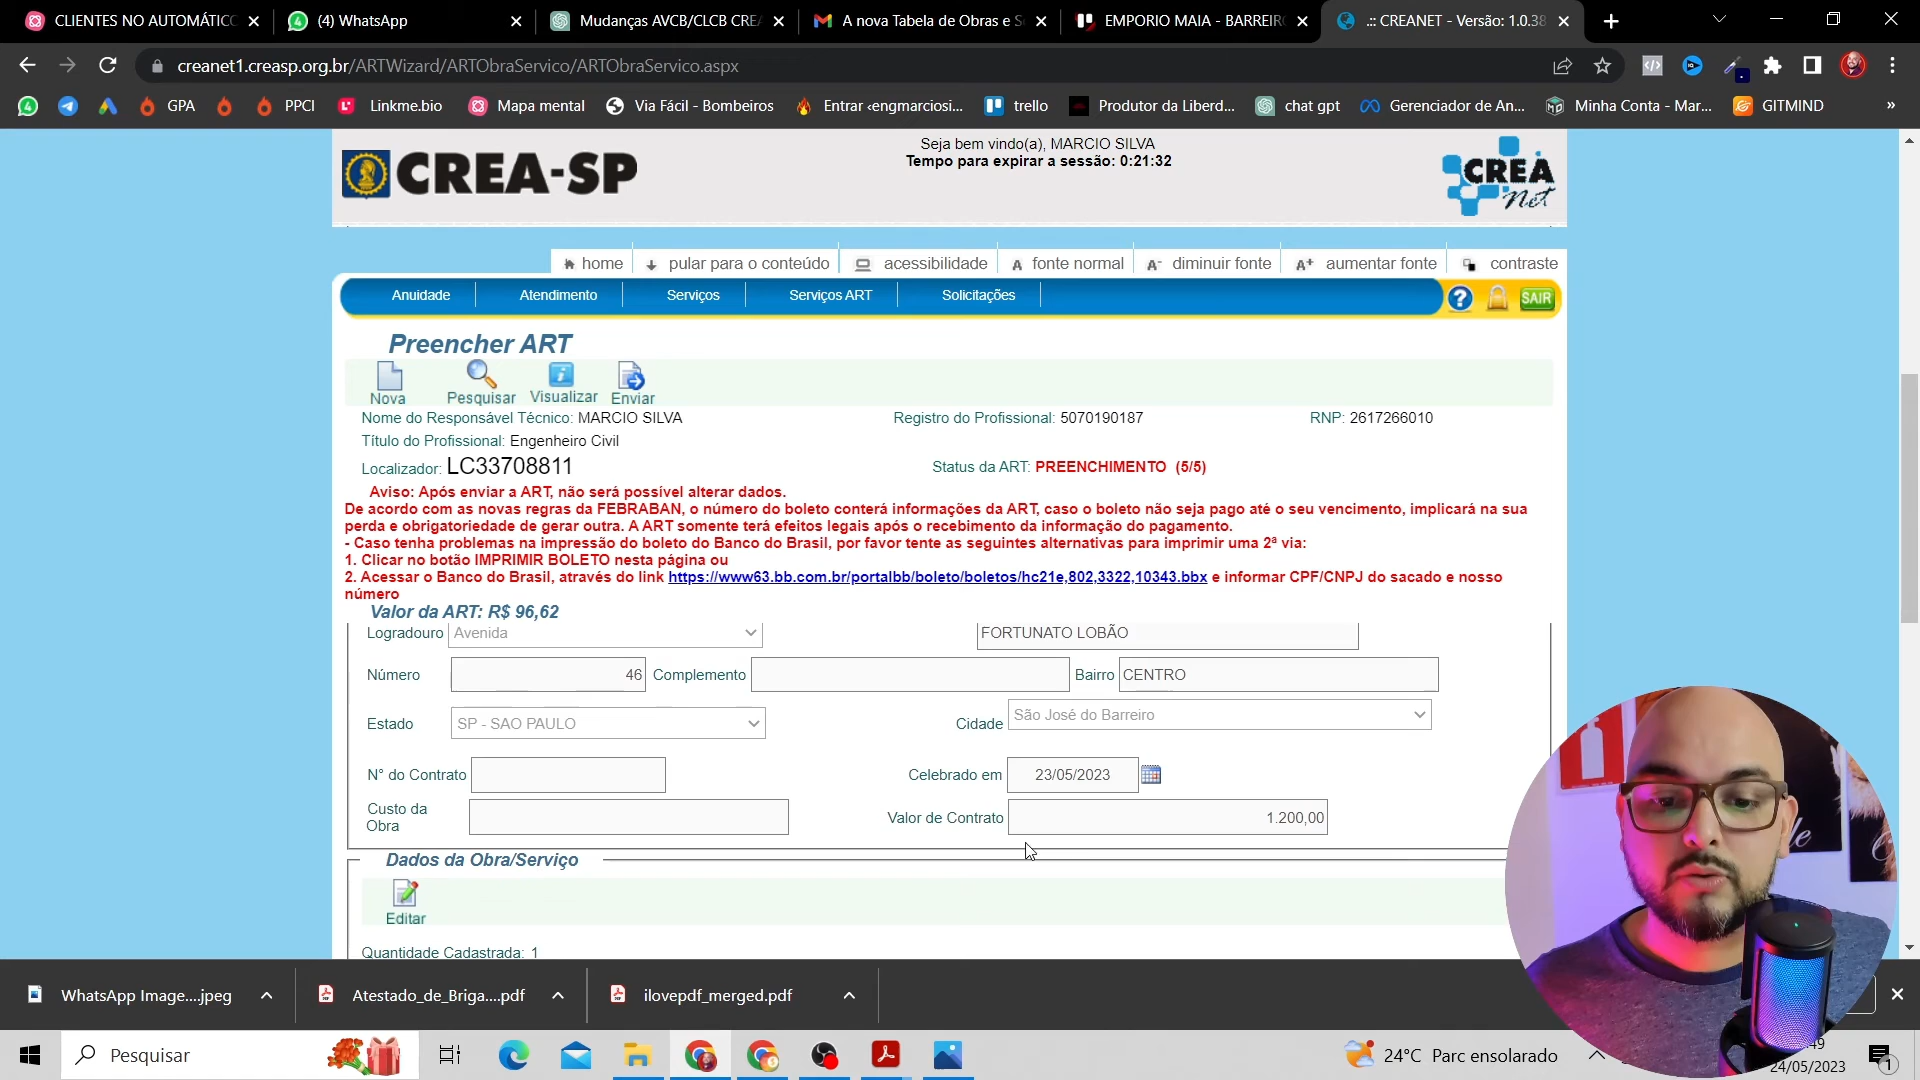 CLIENTES NO AUTOMÁTICO
(4) WhatsApp
Mudanças AVCB/CLCB CREA
A nova Tabela de Obras e S
EMPORIO MAIA - BARREIRO
.:: CREANET - Versão: 1.0.38
creanet1.creasp.org.br/ARTWizard/ARTObraServico/ARTObraServico.aspx
GPA
PPCI
Linkme.bio
Mapa mental
Via Fácil - Bombeiros
Entrar ‹engmarciosi...
trello
Produtor da Liberd...
chat gpt
Gerenciador de An...
Minha Conta - Mar...
GITMIND
»
CREA-SP
Seja bem vindo(a), MARCIO SILVA
Tempo para expirar a sessão: 0:21:32
CREA
Net
home
pular para o conteúdo
acessibilidade
A fonte normal
A- diminuir fonte
A+ aumentar fonte
contraste
Anuidade
Atendimento
Serviços
Serviços ART
Solicitações
?
SAIR
Preencher ART
Nova
Pesquisar
Visualizar
Enviar
Nome do Responsável Técnico: MARCIO SILVA
Registro do Profissional: 5070190187
RNP: 2617266010
Título do Profissional: Engenheiro Civil
Localizador: LC33708811
Status da ART: PREENCHIMENTO (5/5)
Aviso: Após enviar a ART, não será possível alterar dados.
De acordo com as novas regras da FEBRABAN, o número do boleto conterá informações da ART, caso o boleto não seja pago até o seu vencimento, implicará na sua
perda e obrigatoriedade de gerar outra. A ART somente terá efeitos legais após o recebimento da informação do pagamento.
- Caso tenha problemas na impressão do boleto do Banco do Brasil, por favor tente as seguintes alternativas para imprimir uma 2ª via:
1. Clicar no botão IMPRIMIR BOLETO nesta página ou
2. Acessar o Banco do Brasil, através do link https://www63.bb.com.br/portalbb/boleto/boletos/hc21e,802,3322,10343.bbx e informar CPF/CNPJ do sacado e nosso
número
Valor da ART: R$ 96,62
Logradouro Avenida
FORTUNATO LOBÃO
Número 46
Complemento
Bairro CENTRO
Estado SP - SAO PAULO
Cidade São José do Barreiro
N° do Contrato
Celebrado em 23/05/2023
Custo da
Obra
Valor de Contrato 1.200,00
Dados da Obra/Serviço
Editar
Quantidade Cadastrada: 1
WhatsApp Image....jpeg
Atestado_de_Briga....pdf
ilovepdf_merged.pdf
Pesquisar
24°C Parc ensolarado
24/05/2023
1